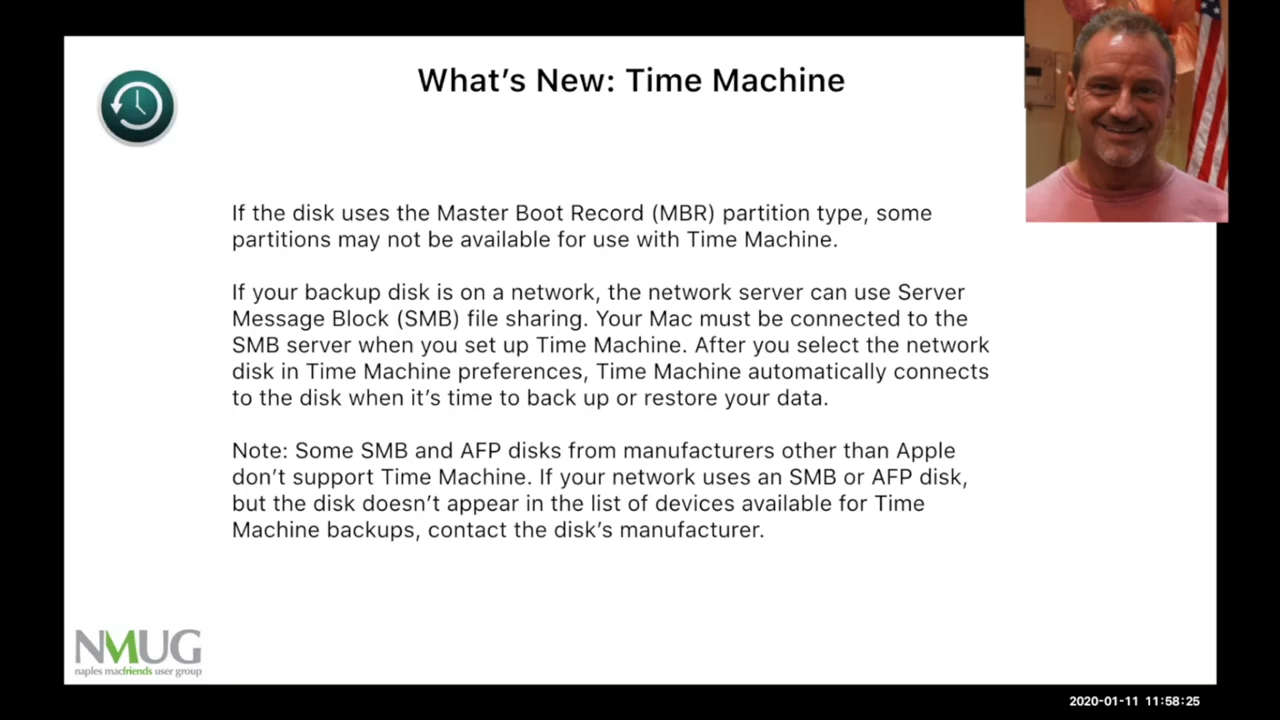 What’s New: Time Machine
If the disk uses the Master Boot Record (MBR) partition type, some
partitions may not be available for use with Time Machine.
If your backup disk is on a network, the network server can use Server
Message Block (SMB) file sharing. Your Mac must be connected to the
SMB server when you set up Time Machine. After you select the network
disk in Time Machine preferences, Time Machine automatically connects
to the disk when it’s time to back up or restore your data.
Note: Some SMB and AFP disks from manufacturers other than Apple
don’t support Time Machine. If your network uses an SMB or AFP disk,
but the disk doesn’t appear in the list of devices available for Time
Machine backups, contact the disk’s manufacturer.
NMUG
naples macfriends user group
2020-01-11 11:58:25